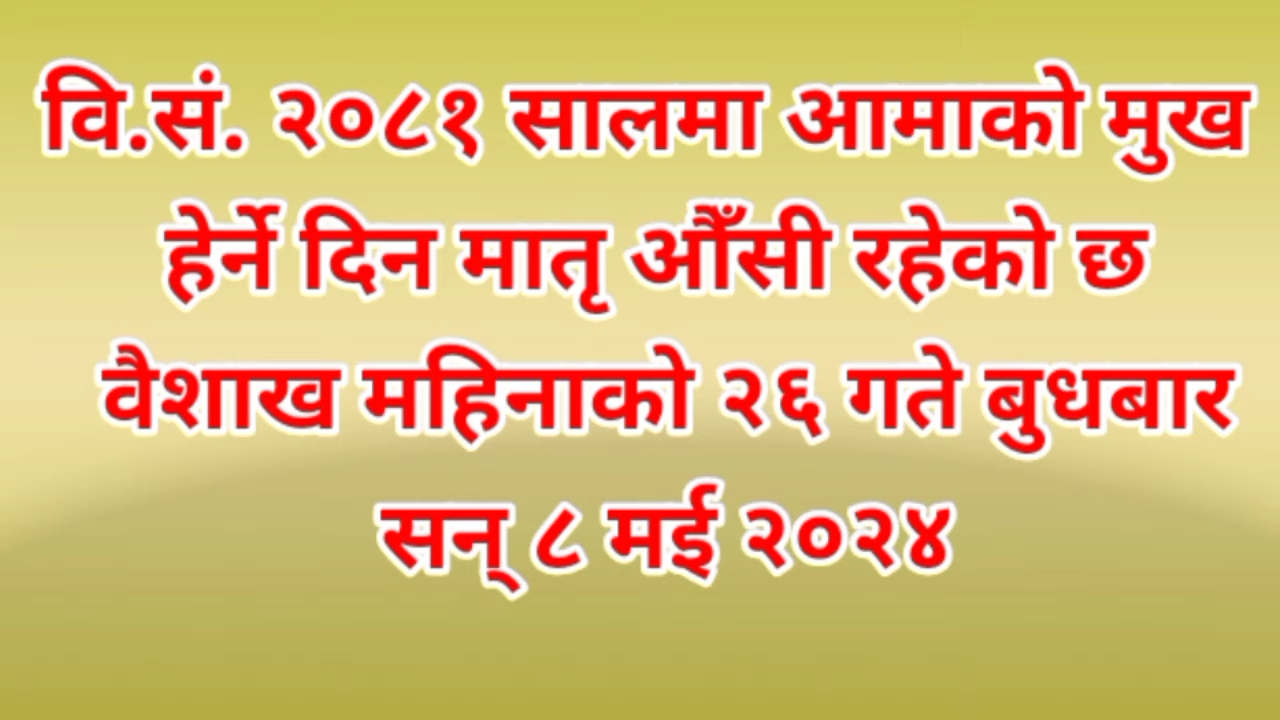 वि.सं. २०८१ सालमा आमाको मुख
हेर्ने दिन मातृ औँसी रहेको छ
वैशाख महिनाको २६ गते बुधबार
सन् ८ मई २०२४